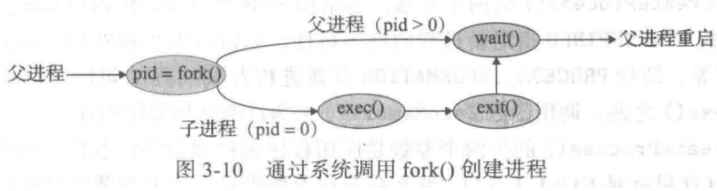 父进程（pid > 0）
父进程
pid = fork()
wait()
父进程重启
exec()
exit()
子进程（pid = 0）
图 3-10 通过系统调用 fork() 创建进程